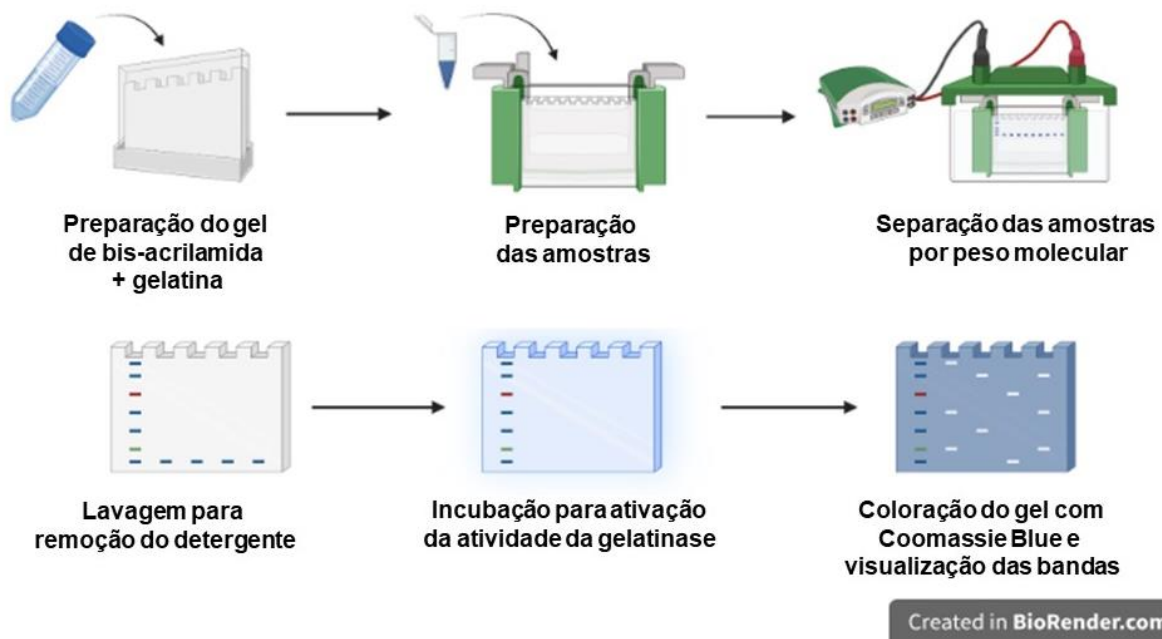 Preparação do gel
de bis-acrilamida
+ gelatina
Preparação
das amostras
Separação das amostras
por peso molecular
Lavagem para
remoção do detergente
Incubação para ativação
da atividade da gelatinase
Coloração do gel com
Coomassie Blue e
visualização das bandas
Created in BioRender.com